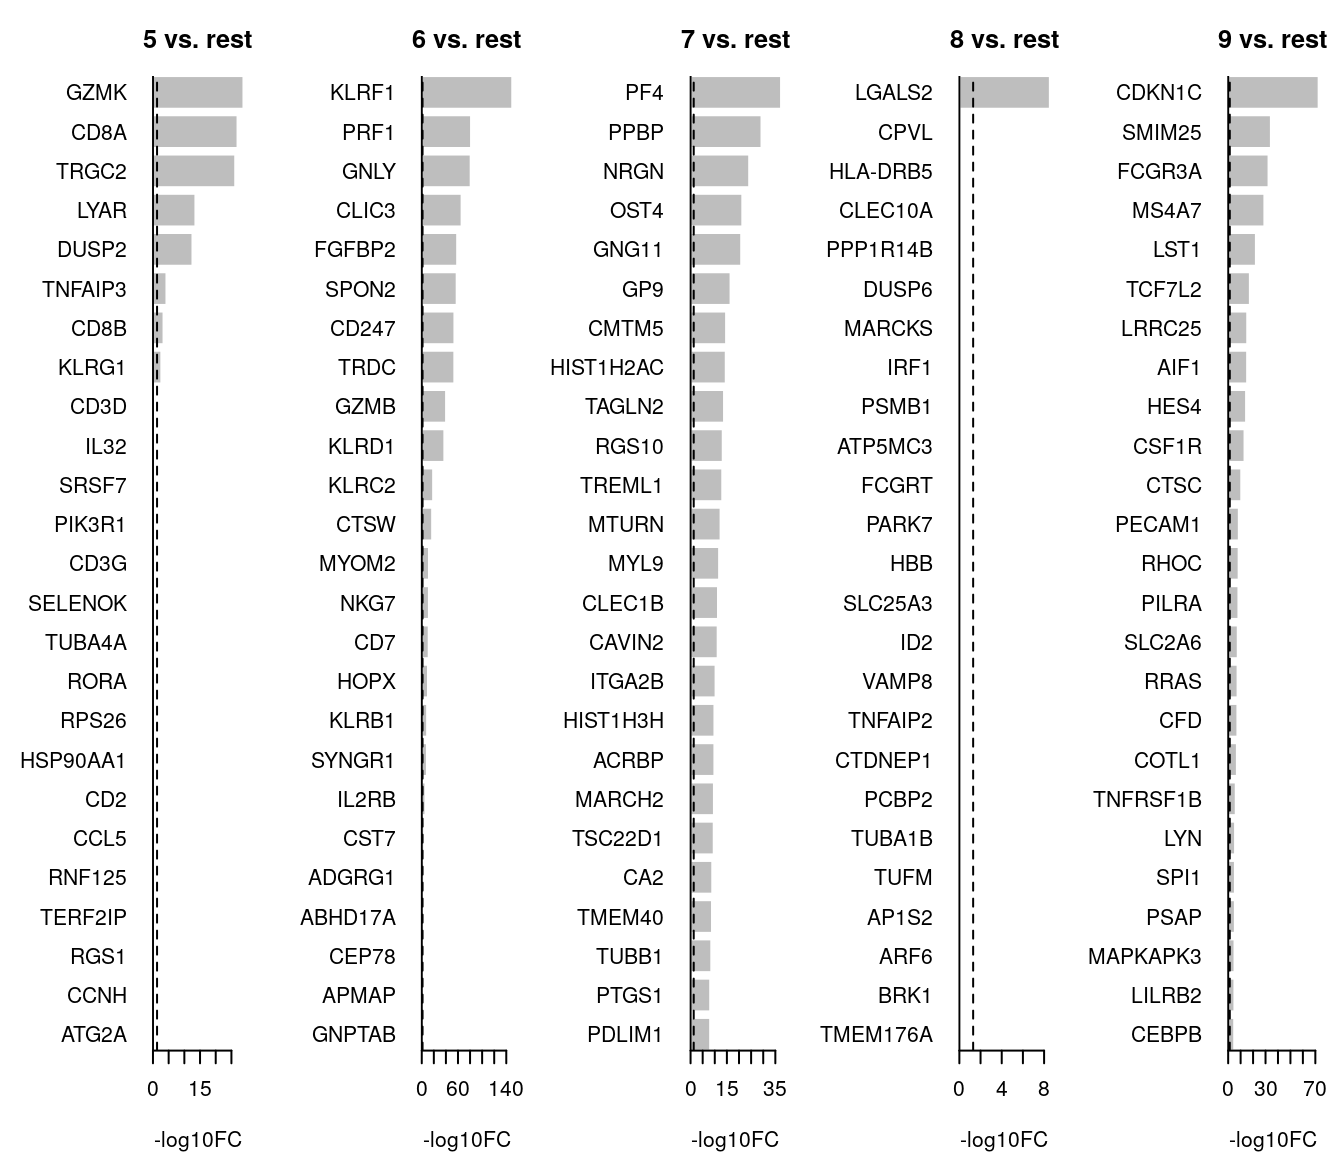 5 vs. rest
GZMK
CD8A
TRGC2
LYAR
DUSP2
TNFAIP3
CD8B
KLRG1
CD3D
IL32
SRSF7
PIK3R1
CD3G
SELENOK
TUBA4A
RORA
RPS26
HSP90AA1
CD2
CCL5
RNF125
TERF2IP
RGS1
CCNH
ATG2A
0 15
-log10FC
6 vs. rest
KLRF1
PRF1
GNLY
CLIC3
FGFBP2
SPON2
CD247
TRDC
GZMB
KLRD1
KLRC2
CTSW
MYOM2
NKG7
CD7
HOPX
KLRB1
SYNGR1
IL2RB
CST7
ADGRG1
ABHD17A
CEP78
APMAP
GNPTAB
0 60 140
-log10FC
7 vs. rest
PF4
PPBP
NRGN
OST4
GNG11
GP9
CMTM5
HIST1H2AC
TAGLN2
RGS10
TREML1
MTURN
MYL9
CLEC1B
CAVIN2
ITGA2B
HIST1H3H
ACRBP
MARCH2
TSC22D1
CA2
TMEM40
TUBB1
PTGS1
PDLIM1
0 15 35
-log10FC
8 vs. rest
LGALS2
CPVL
HLA-DRB5
CLEC10A
PPP1R14B
DUSP6
MARCKS
IRF1
PSMB1
ATP5MC3
FCGRT
PARK7
HBB
SLC25A3
ID2
VAMP8
TNFAIP2
CTDNEP1
PCBP2
TUBA1B
TUFM
AP1S2
ARF6
BRK1
TMEM176A
0 4 8
-log10FC
9 vs. rest
CDKN1C
SMIM25
FCGR3A
MS4A7
LST1
TCF7L2
LRRC25
AIF1
HES4
CSF1R
CTSC
PECAM1
RHOC
PILRA
SLC2A6
RRAS
CFD
COTL1
TNFRSF1B
LYN
SPI1
PSAP
MAPKAPK3
LILRB2
CEBPB
0 30 70
-log10FC